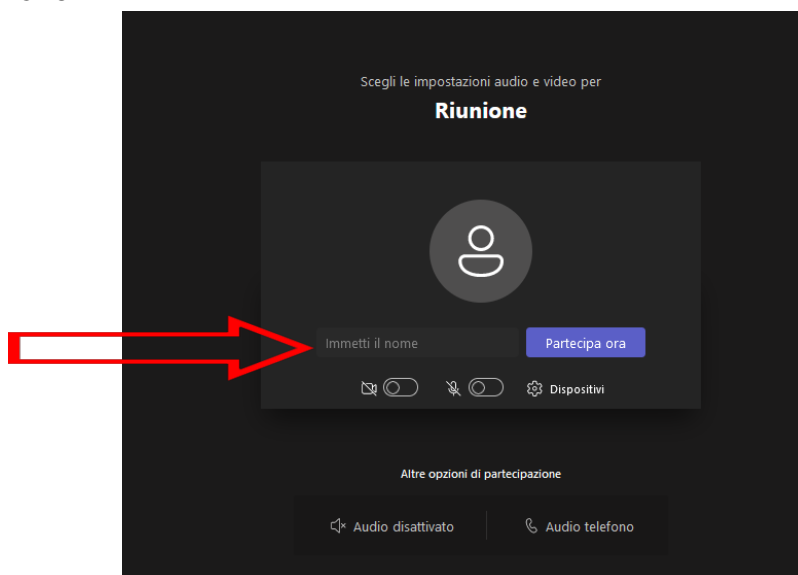 Scegli le impostazioni audio e video per
Riunione
Immetti il nome
Partecipa ora
Dispositivi
Altre opzioni di partecipazione
Audio disattivato
Audio telefono